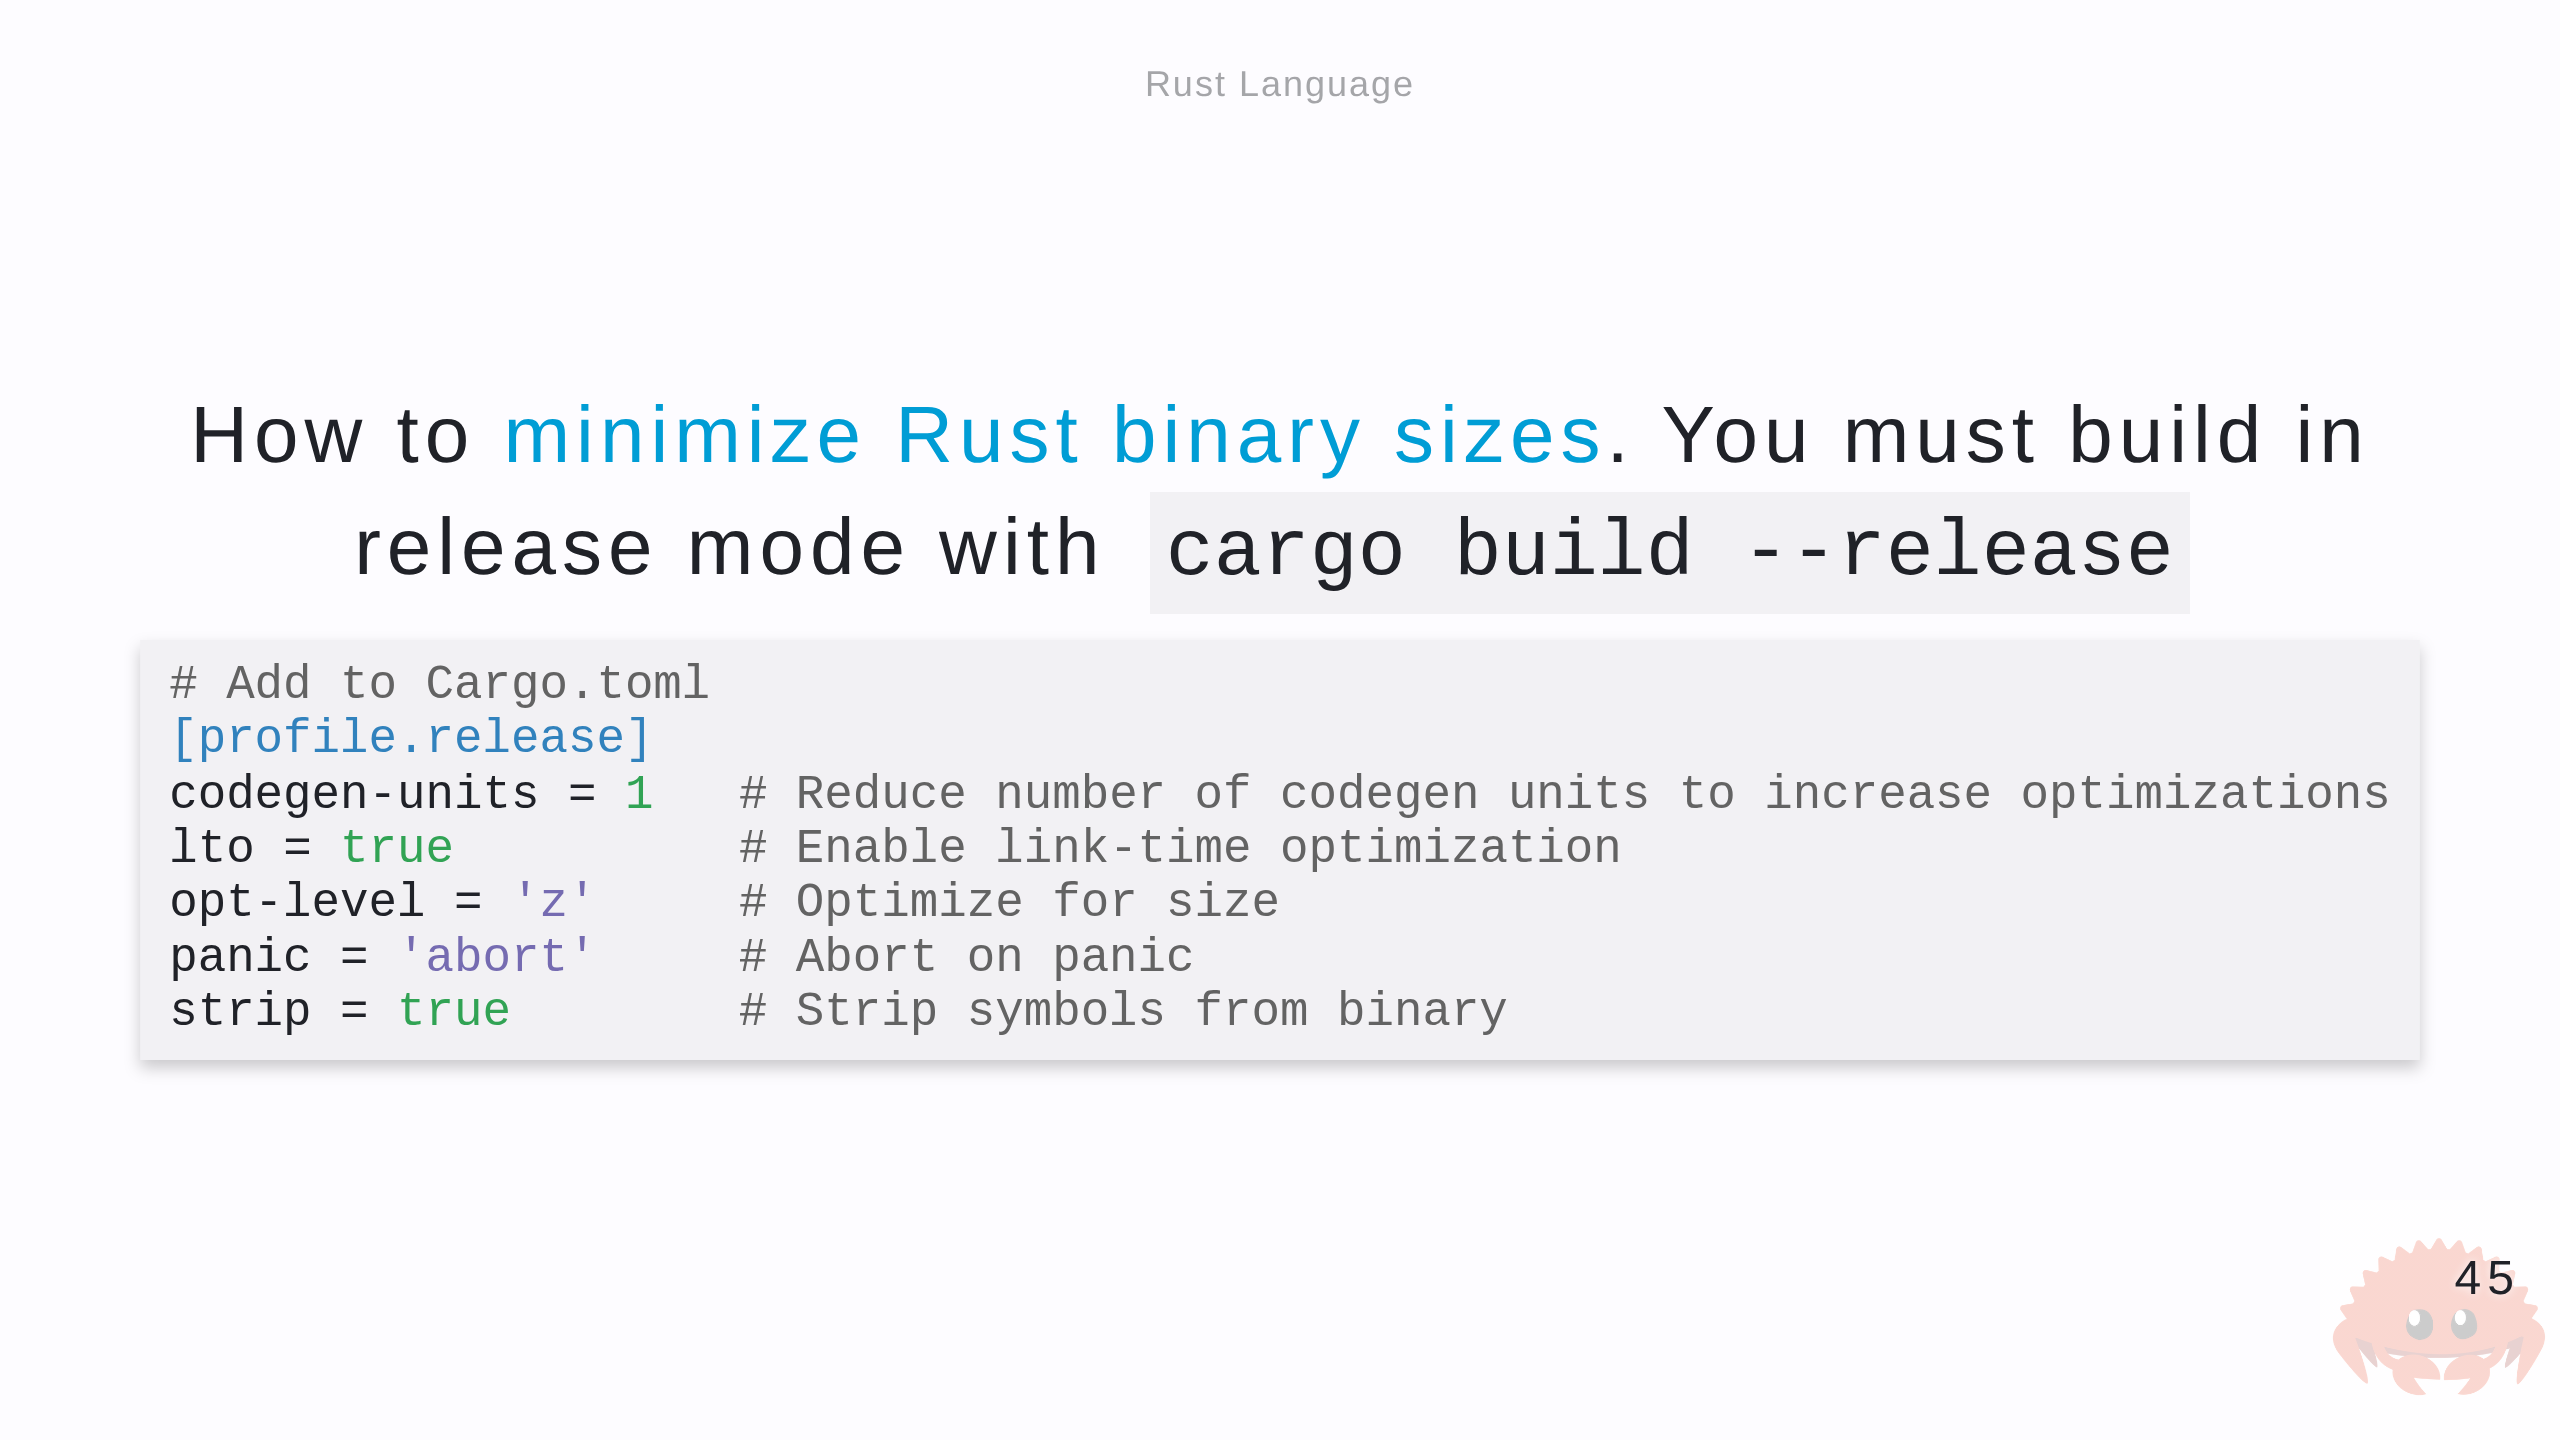 Rust Language
How to minimize Rust binary sizes. You must build in
release mode with cargo build --release
# Add to Cargo.toml
[profile.release]
codegen-units = 1   # Reduce number of codegen units to increase optimizations
lto = true          # Enable link-time optimization
opt-level = 'z'     # Optimize for size
panic = 'abort'     # Abort on panic
strip = true        # Strip symbols from binary
45